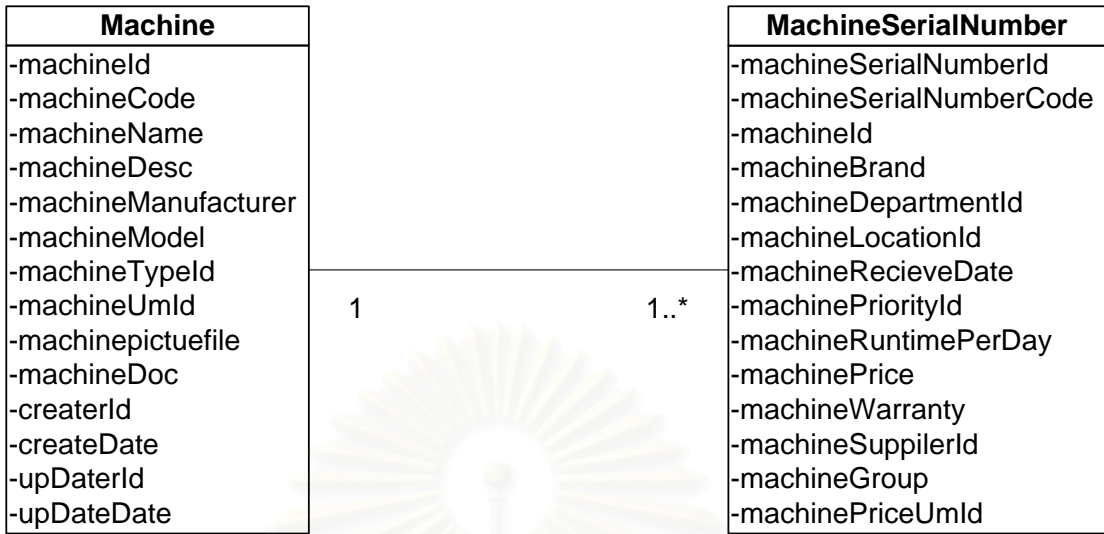 Machine
-machineId
-machineCode
-machineName
-machineDesc
-machineManufacturer
-machineModel
-machineTypeId
-machineUmId
-machinepictuefile
-machineDoc
-createrId
-createDate
-upDaterId
-upDateDate
1
1..*
MachineSerialNumber
-machineSerialNumberId
-machineSerialNumberCode
-machineId
-machineBrand
-machineDepartmentId
-machineLocationId
-machineRecieveDate
-machinePriorityId
-machineRuntimePerDay
-machinePrice
-machineWarranty
-machineSuppilerId
-machineGroup
-machinePriceUmId